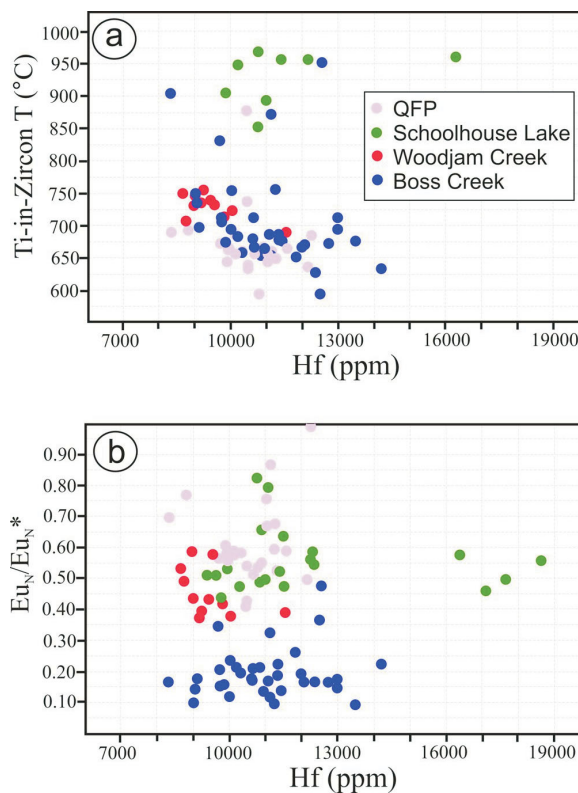 a
1000
950
900
850
800
750
700
650
600
Ti-in-Zircon T (°C)
QFP
Schoolhouse Lake
Woodjam Creek
Boss Creek
7000 10000 13000 16000 19000
Hf (ppm)
b
0.90
0.80
0.70
0.60
0.50
0.40
0.30
0.20
0.10
Eu_N/Eu_N*
7000 10000 13000 16000 19000
Hf (ppm)